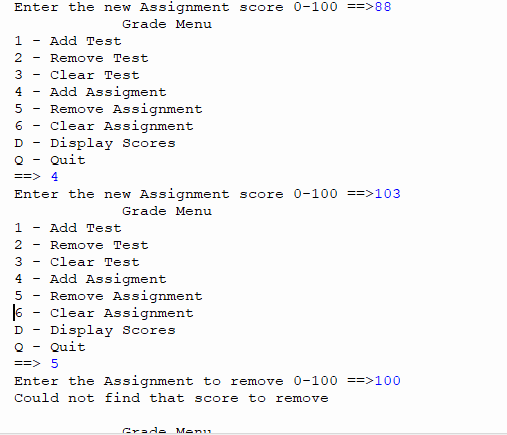 Enter the new Assignment score 0-100 ==>88
Grade Menu
1 - Add Test
2 - Remove Test
3 - Clear Test
4 - Add Assigment
5 - Remove Assignment
6 - Clear Assignment
D - Display Scores
Q - Quit
==> 4
Enter the new Assignment score 0-100 ==>103
Grade Menu
1 - Add Test
2 - Remove Test
3 - Clear Test
4 - Add Assigment
5 - Remove Assignment
6 - Clear Assignment
D - Display Scores
Q - Quit
==> 5
Enter the Assignment to remove 0-100 ==>100
Could not find that score to remove
Grade Menu